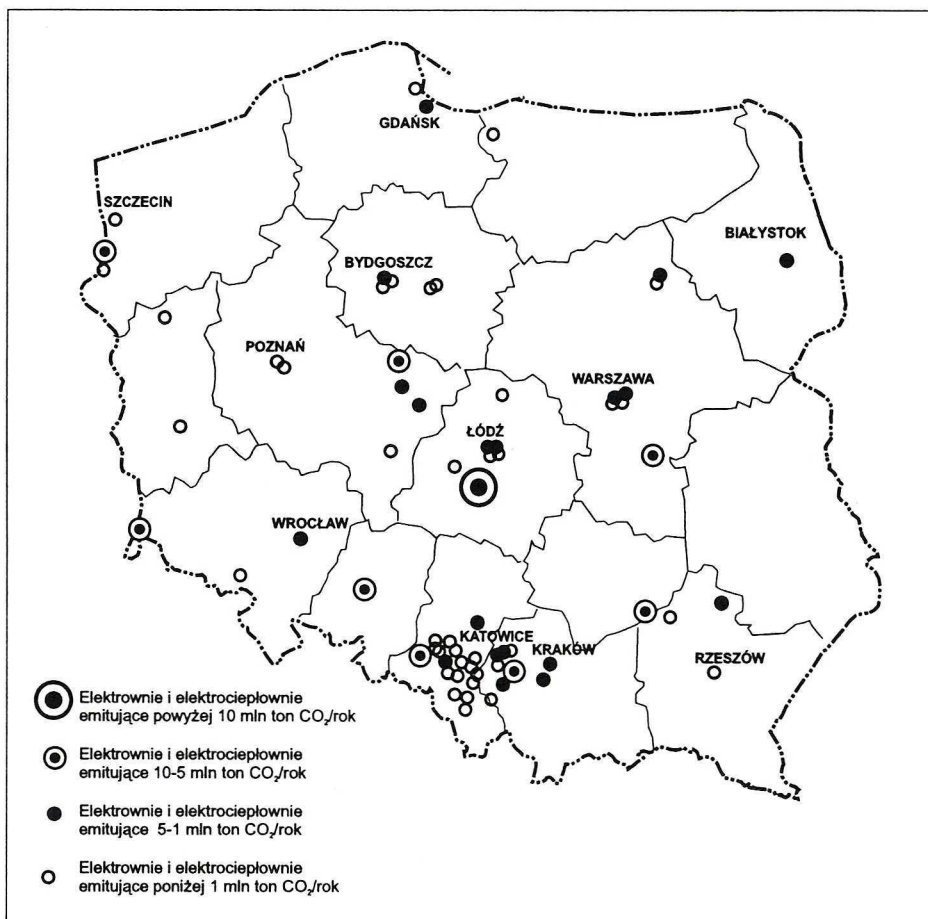 GDAŃSK
SZCZECIN
BIAŁYSTOK
BYDGOSZCZ
POZNAŃ
WARSZAWA
ŁÓDŹ
WROCŁAW
KATOWICE
KRAKÓW
RZESZÓW
Elektrownie i elektrociepłownie
emitujące powyżej 10 mln ton CO₂/rok
Elektrownie i elektrociepłownie
emitujące 10-5 mln ton CO₂/rok
Elektrownie i elektrociepłownie
emitujące 5-1 mln ton CO₂/rok
Elektrownie i elektrociepłownie
emitujące poniżej 1 mln ton CO₂/rok